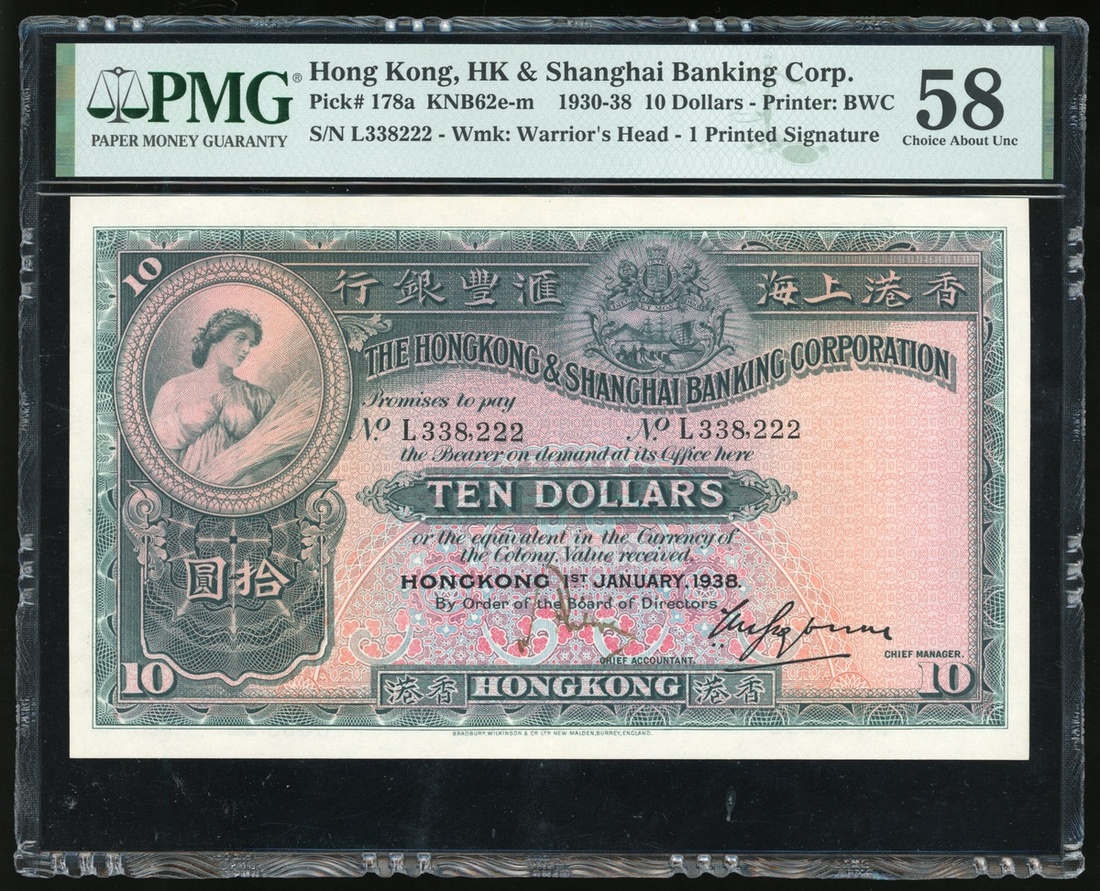 PMG®
PAPER MONEY GUARANTY
Hong Kong, HK & Shanghai Banking Corp.
Pick# 178a KNB62e-m 1930-38 10 Dollars - Printer: BWC
S/N L338222 - Wmk: Warrior's Head - 1 Printed Signature
58
Choice About Unc
10
行銀豐滙
海上港香
THE HONGKONG & SHANGHAI BANKING CORPORATION
Promises to pay
No. L338,222 No. L338,222
the Bearer on demand at its Office here
TEN DOLLARS
or the equivalent in the Currency of
the Colony, Value received.
圓拾
HONGKONG 1ST JANUARY, 1938.
By Order of the Board of Directors
CHIEF ACCOUNTANT.
CHIEF MANAGER.
10
港香 HONGKONG 港香
10
BRADBURY, WILKINSON & CO. LTD. NEW MALDEN, SURREY, ENGLAND.